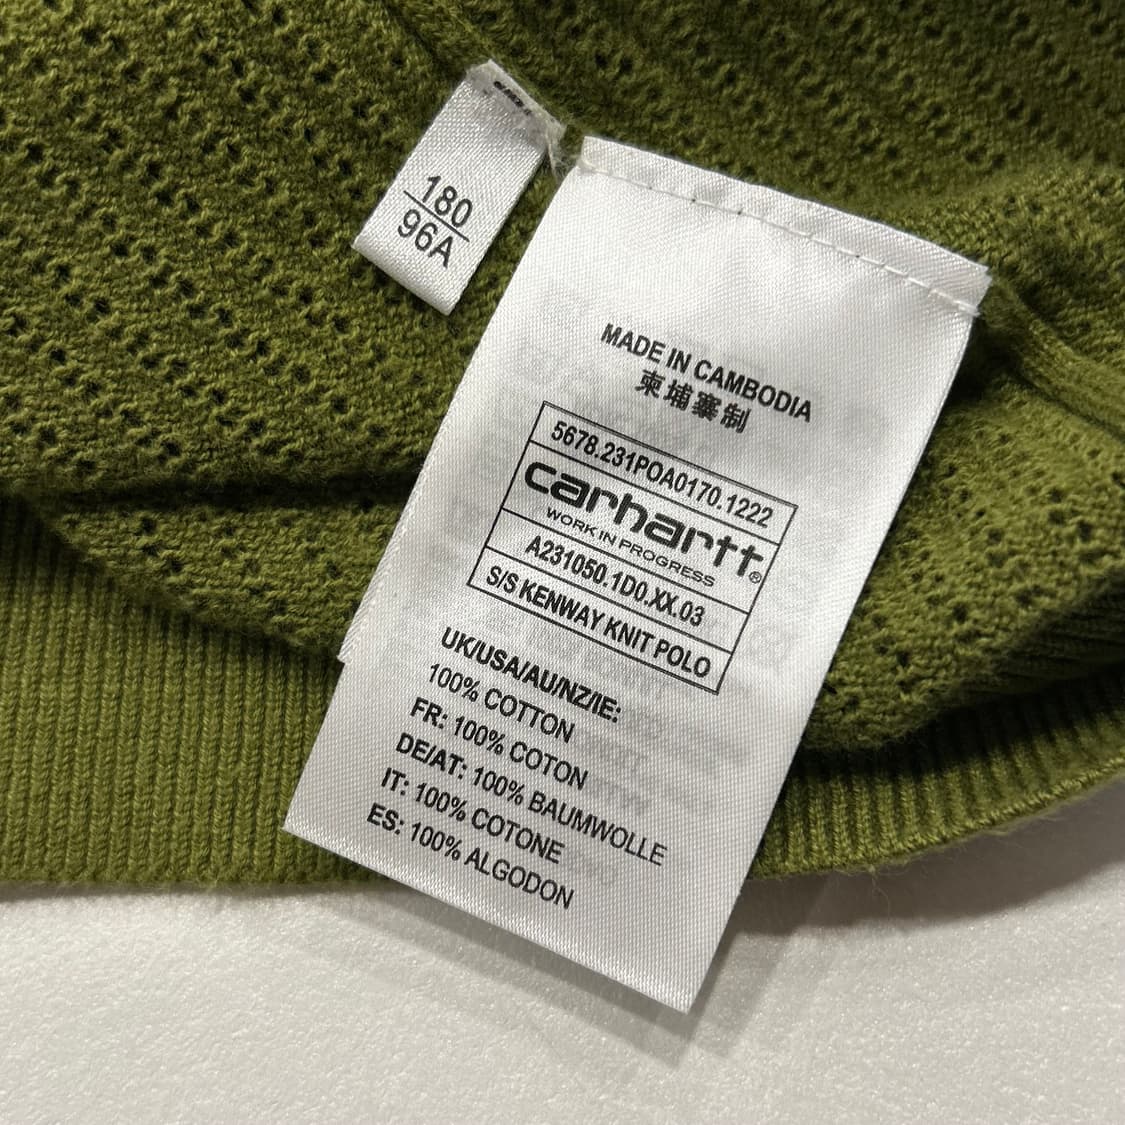 180
96A
MADE IN CAMBODIA
柬埔寨制
5678.231POA0170.1222
carhartt®
WORK IN PROGRESS
A231050.1D0.XX.03
S/S KENWAY KNIT POLO
UK/USA/AU/NZ/IE:
100% COTTON
FR: 100% COTON
DE/AT: 100% BAUMWOLLE
IT: 100% COTONE
ES: 100% ALGODON